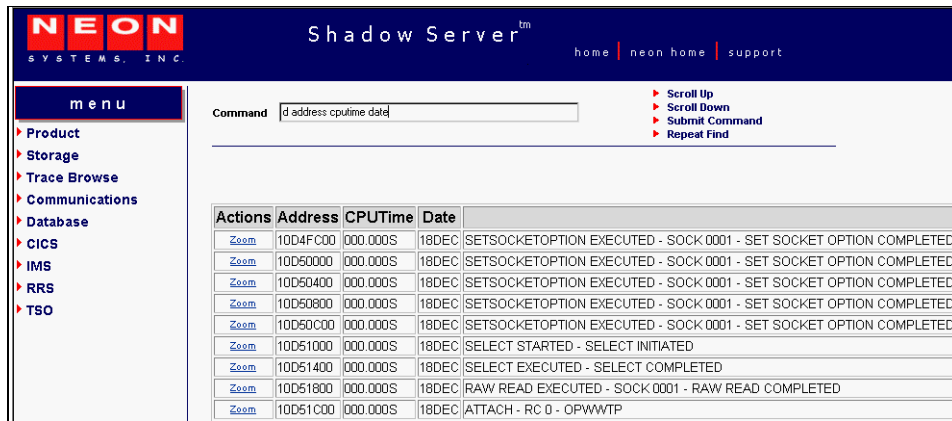 NEON
SYSTEMS, INC.
Shadow Server tm
home | neon home | support
menu
Product
Storage
Trace Browse
Communications
Database
CICS
IMS
RRS
TSO
Command d address cputime date
Scroll Up
Scroll Down
Submit Command
Repeat Find
Actions Address CPUTime Date
Zoom 10D4FC00 000.000S 18DEC SETSOCKETOPTION EXECUTED - SOCK 0001 - SET SOCKET OPTION COMPLETED
Zoom 10D50000 000.000S 18DEC SETSOCKETOPTION EXECUTED - SOCK 0001 - SET SOCKET OPTION COMPLETED
Zoom 10D50400 000.000S 18DEC SETSOCKETOPTION EXECUTED - SOCK 0001 - SET SOCKET OPTION COMPLETED
Zoom 10D50800 000.000S 18DEC SETSOCKETOPTION EXECUTED - SOCK 0001 - SET SOCKET OPTION COMPLETED
Zoom 10D50C00 000.000S 18DEC SETSOCKETOPTION EXECUTED - SOCK 0001 - SET SOCKET OPTION COMPLETED
Zoom 10D51000 000.000S 18DEC SELECT STARTED - SELECT INITIATED
Zoom 10D51400 000.000S 18DEC SELECT EXECUTED - SELECT COMPLETED
Zoom 10D51800 000.000S 18DEC RAW READ EXECUTED - SOCK 0001 - RAW READ COMPLETED
Zoom 10D51C00 000.000S 18DEC ATTACH - RC 0 - OPWWTP